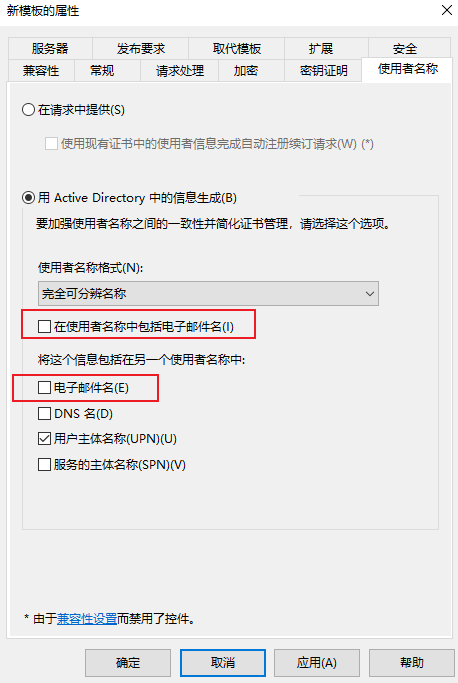 新模板的属性
服务器 发布要求 取代模板 扩展 安全
兼容性 常规 请求处理 加密 密钥证明 使用者名称
在请求中提供(S)
使用现有证书中的使用者信息完成自动注册续订请求(W) (*)
用 Active Directory 中的信息生成(B)
要加强使用者名称之间的一致性并简化证书管理，请选择这个选项。
使用者名称格式(N):
完全可分辨名称
在使用者名称中包括电子邮件名(I)
将这个信息包括在另一个使用者名称中:
电子邮件名(E)
DNS 名(D)
用户主体名称(UPN)(U)
服务的主体名称(SPN)(V)
* 由于兼容性设置而禁用了控件。
确定 取消 应用(A) 帮助